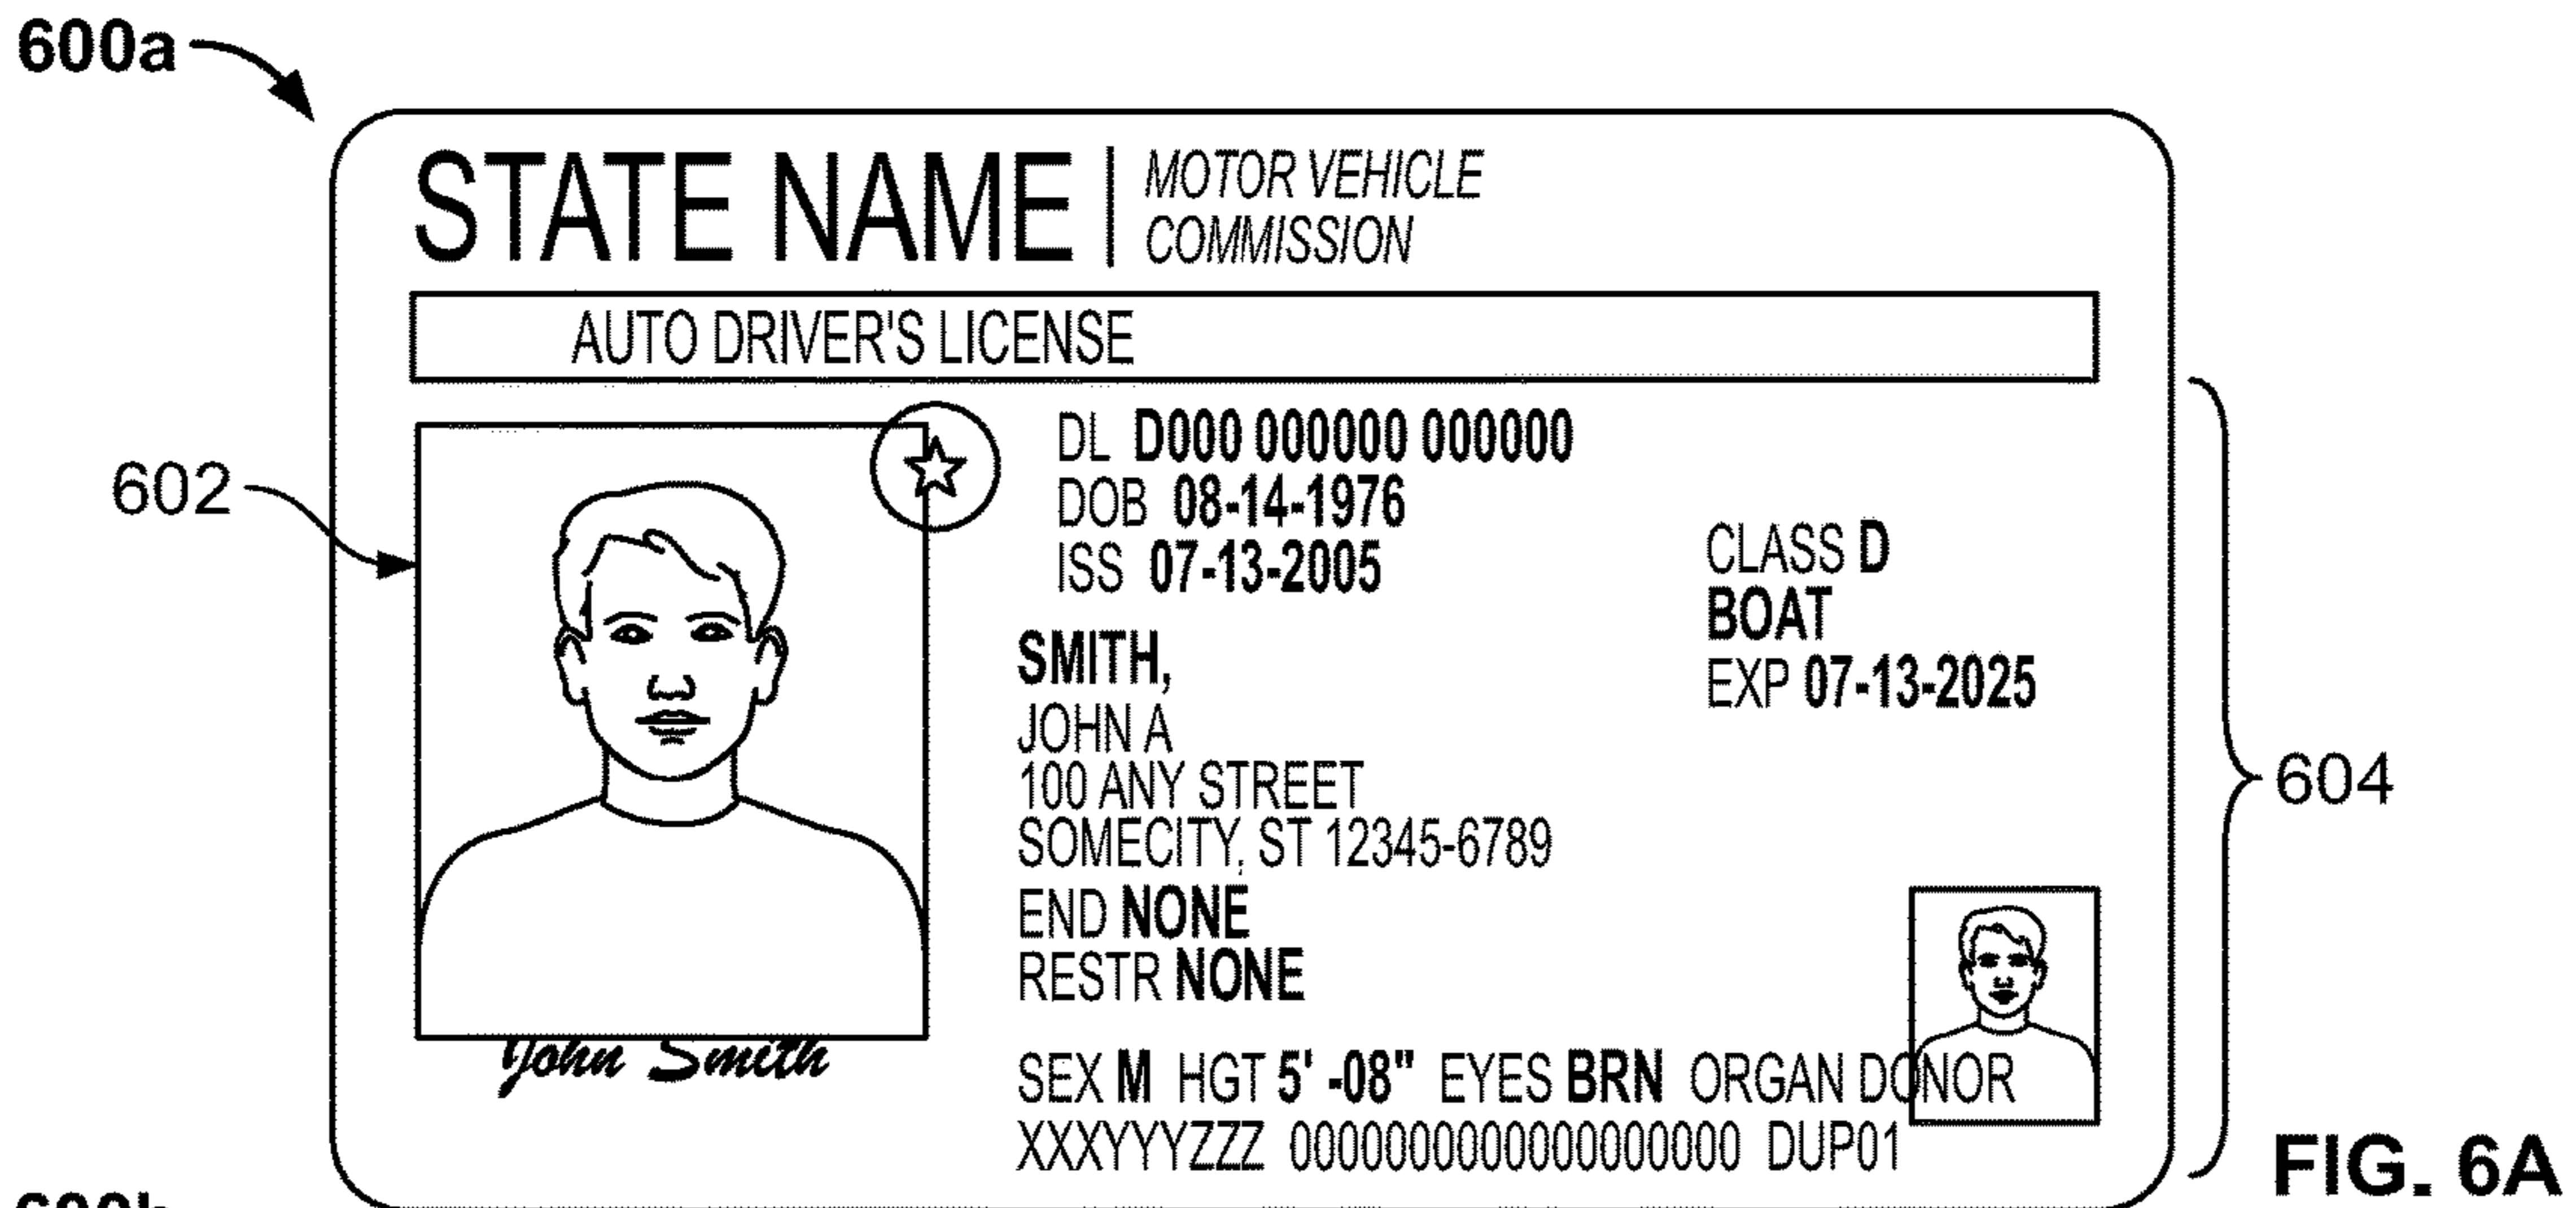 600a
STATE NAME | MOTOR VEHICLE
COMMISSION
AUTO DRIVER'S LICENSE
602
DL D000 000000 000000
DOB 08-14-1976
ISS 07-13-2005
CLASS D
BOAT
EXP 07-13-2025
SMITH,
JOHN A
100 ANY STREET
SOMECITY, ST 12345-6789
END NONE
RESTR NONE
604
John Smith
SEX M HGT 5' -08" EYES BRN ORGAN DONOR
XXXYYYZZZ 0000000000000000000 DUP01
FIG. 6A